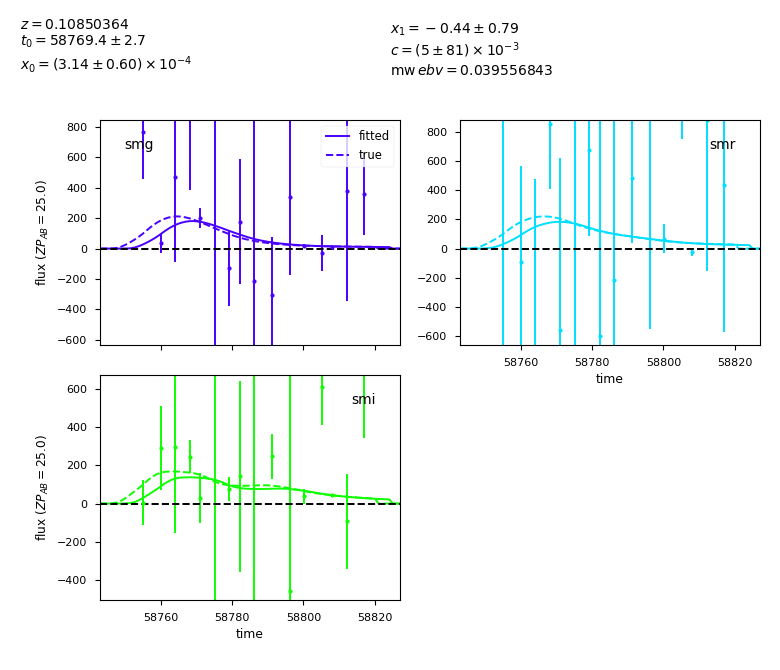 z = 0.10850364
t₀ = 58769.4 ± 2.7
x₀ = (3.14 ± 0.60) × 10⁻⁴
x₁ = −0.44 ± 0.79
c = (5 ± 81) × 10⁻³
mwebv = 0.039556843
smg
fitted
true
flux (ZP_AB = 25.0)
800
600
400
200
0
−200
−400
−600
smr
800
600
400
200
0
−200
−400
−600
58760
58780
58800
58820
time
smi
flux (ZP_AB = 25.0)
600
400
200
0
−200
−400
58760
58780
58800
58820
time